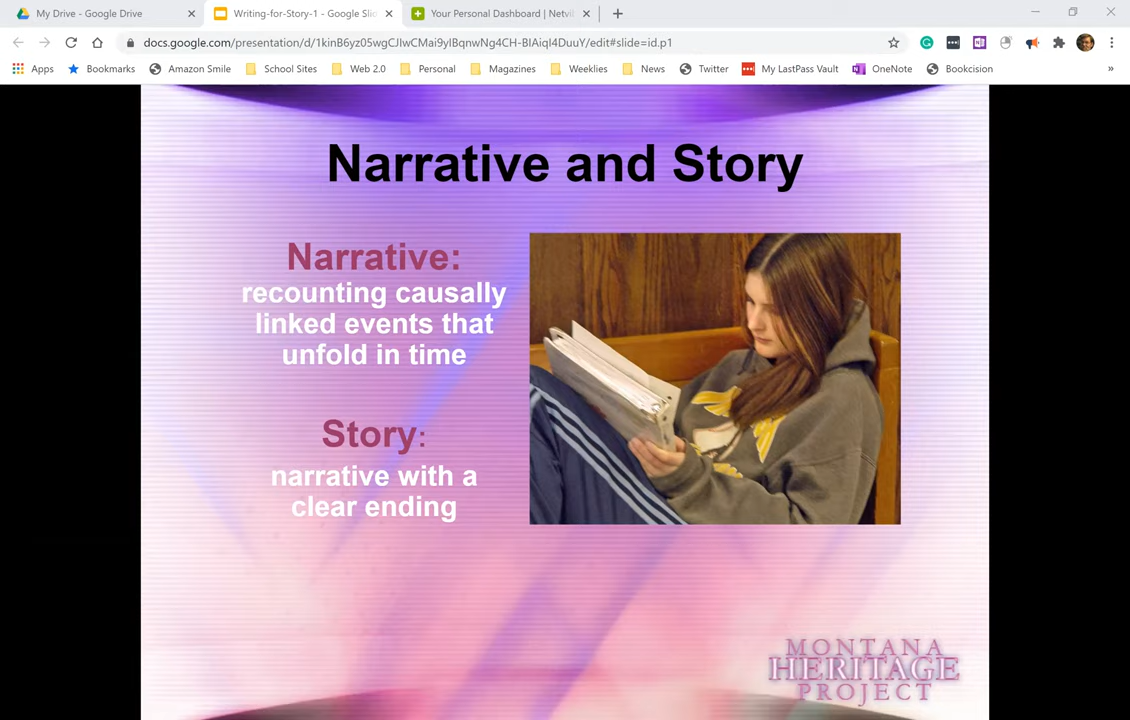 My Drive - Google Drive
Writing-for-Story-1 - Google Slid
Your Personal Dashboard | Netvib
docs.google.com/presentation/d/1kinB6yz05wgCJlwCMai9yIBqnwNg4CH-BIAiqI4DuuY/edit#slide=id.p1
Apps Bookmarks Amazon Smile School Sites Web 2.0 Personal Magazines Weeklies News Twitter My LastPass Vault OneNote Bookcision »
Narrative and Story
Narrative:
recounting causally
linked events that
unfold in time
Story:
narrative with a
clear ending
MONTANA
HERITAGE
PROJECT